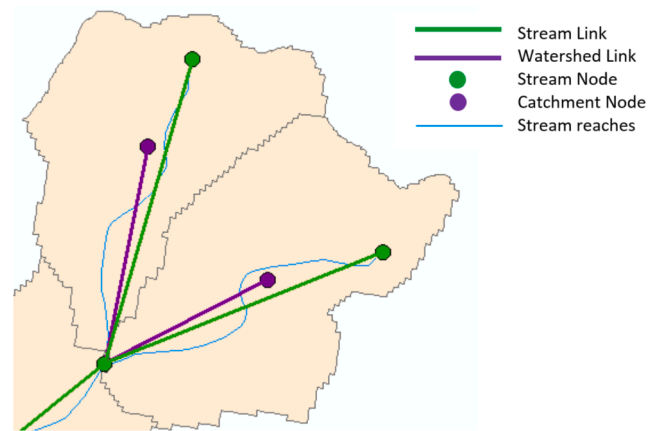 Stream Link
Watershed Link
Stream Node
Catchment Node
Stream reaches